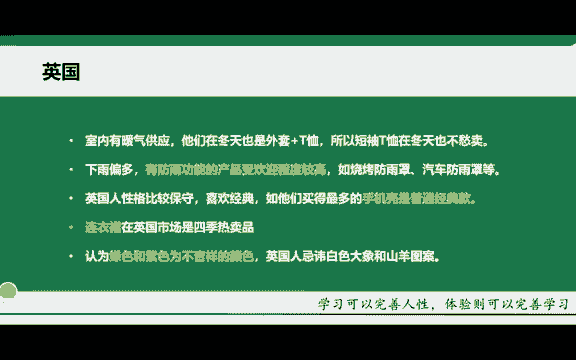 英国
室内有暖气供应，他们在冬天也是外套+T恤，所以短袖T恤在冬天也不愁卖。
下雨偏多，有防雨功能的产品受欢迎程度较高，如烧烤防雨罩、汽车防雨罩等。
英国人性格比较保守，喜欢经典，如他们买得最多的手机壳是普通经典款。
连衣裙在英国市场是四季热卖品
认为绿色和紫色为不吉祥的颜色，英国人忌讳白色大象和山羊图案。
学习可以完善人性，体验则可以完善学习